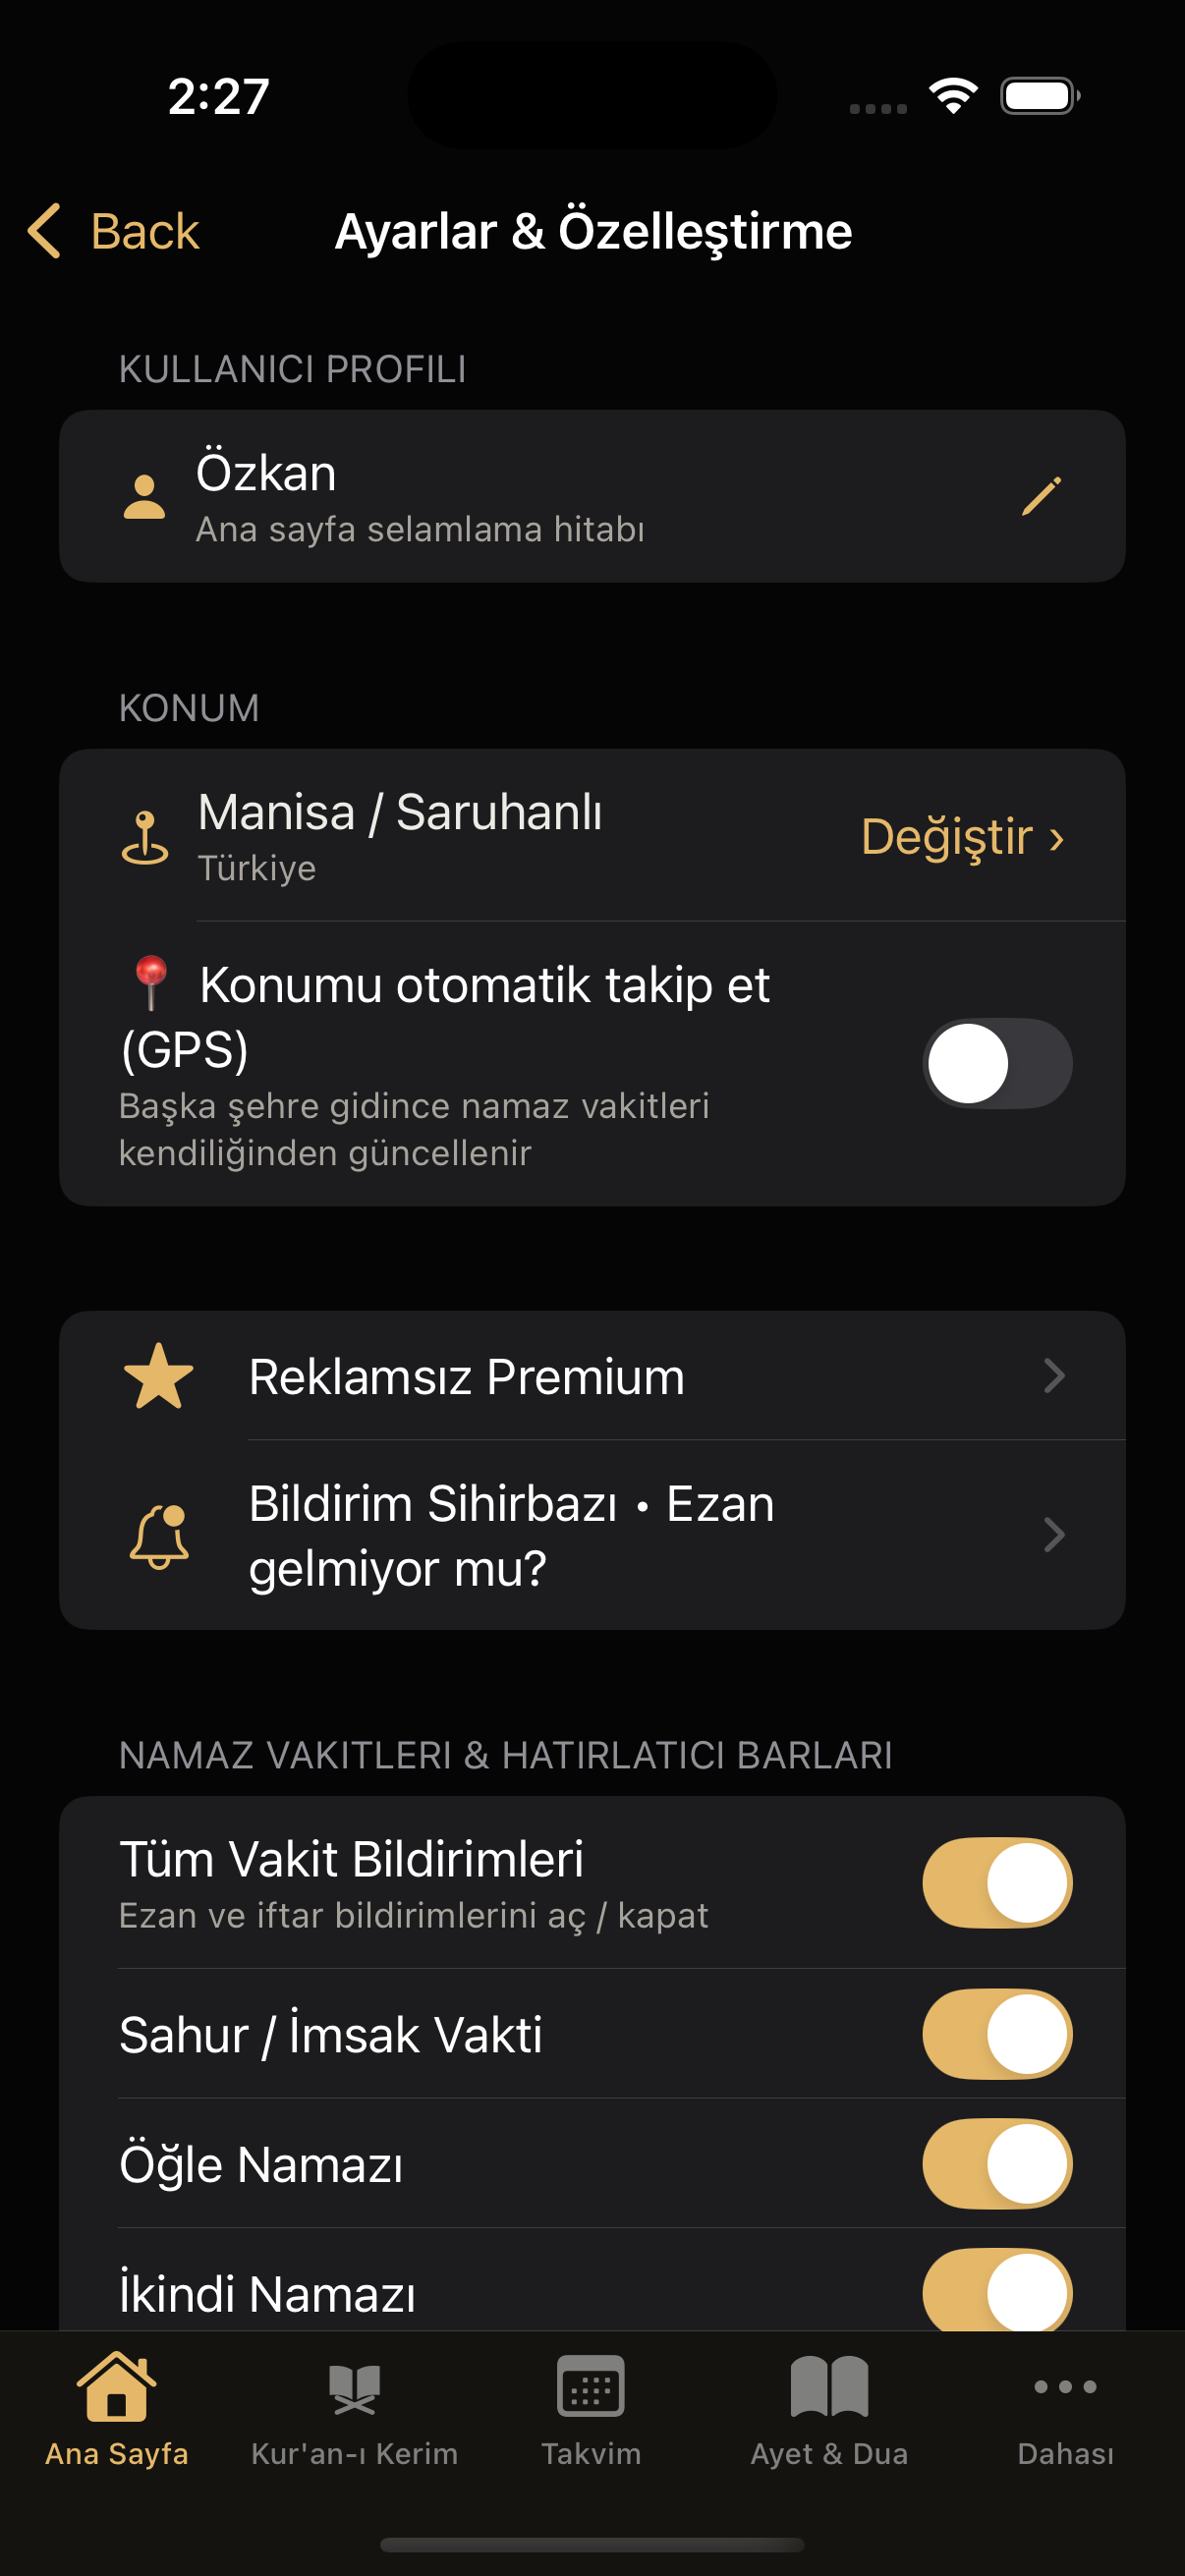 2:27
Back
Ayarlar & Özelleştirme
KULLANICI PROFILI
Özkan
Ana sayfa selamlama hitabı
KONUM
Manisa / Saruhanlı
Türkiye
Değiştir ›
Konumu otomatik takip et
(GPS)
Başka şehre gidince namaz vakitleri
kendiliğinden güncellenir
Reklamsız Premium
Bildirim Sihirbazı • Ezan
gelmiyor mu?
NAMAZ VAKITLERI & HATIRLATICI BARLARI
Tüm Vakit Bildirimleri
Ezan ve iftar bildirimlerini aç / kapat
Sahur / İmsak Vakti
Öğle Namazı
İkindi Namazı
Ana Sayfa
Kur'an-ı Kerim
Takvim
Ayet & Dua
Dahası